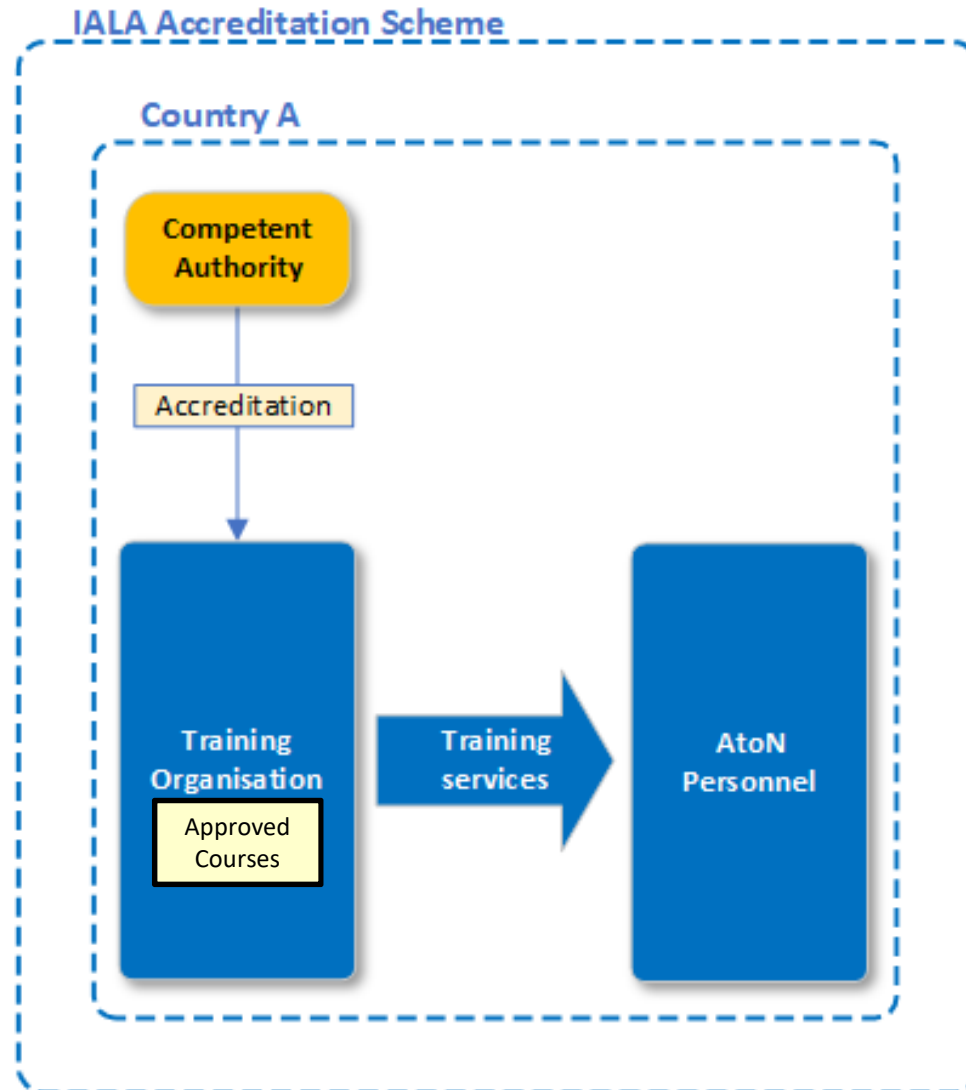 IALA Accreditation Scheme
Country A
Competent
Authority
Accreditation
Training
Organisation
Approved
Courses
Training
services
AtoN
Personnel